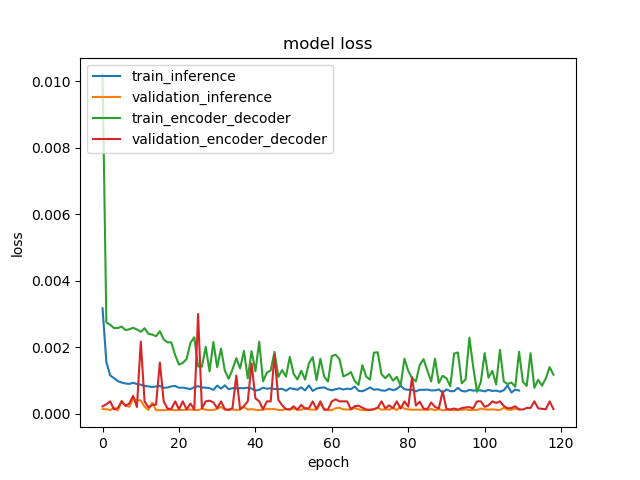 model loss
train_inference
validation_inference
train_encoder_decoder
validation_encoder_decoder
0.010
0.008
0.006
0.004
0.002
0.000
loss
0 20 40 60 80 100 120
epoch